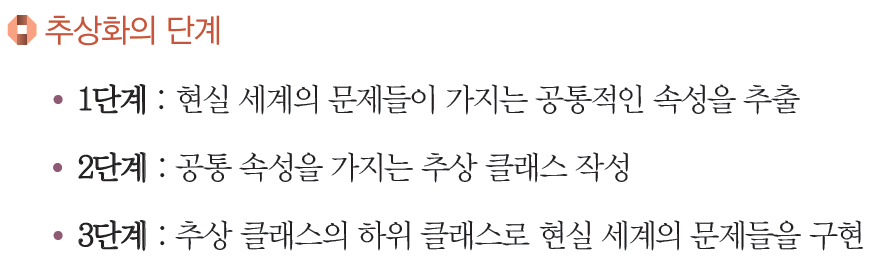 추상화의 단계
• 1단계 : 현실 세계의 문제들이 가지는 공통적인 속성을 추출
• 2단계 : 공통 속성을 가지는 추상 클래스 작성
• 3단계 : 추상 클래스의 하위 클래스로 현실 세계의 문제들을 구현